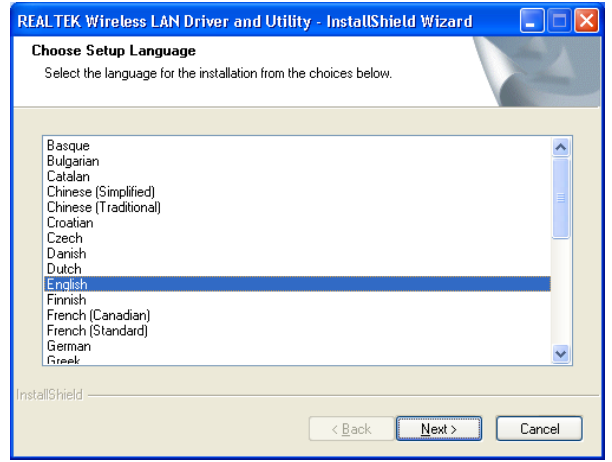 REALTEK Wireless LAN Driver and Utility - InstallShield Wizard
Choose Setup Language
Select the language for the installation from the choices below.
Basque
Bulgarian
Catalan
Chinese (Simplified)
Chinese (Traditional)
Croatian
Czech
Danish
Dutch
English
Finnish
French (Canadian)
French (Standard)
German
Greek
InstallShield
< Back Next > Cancel